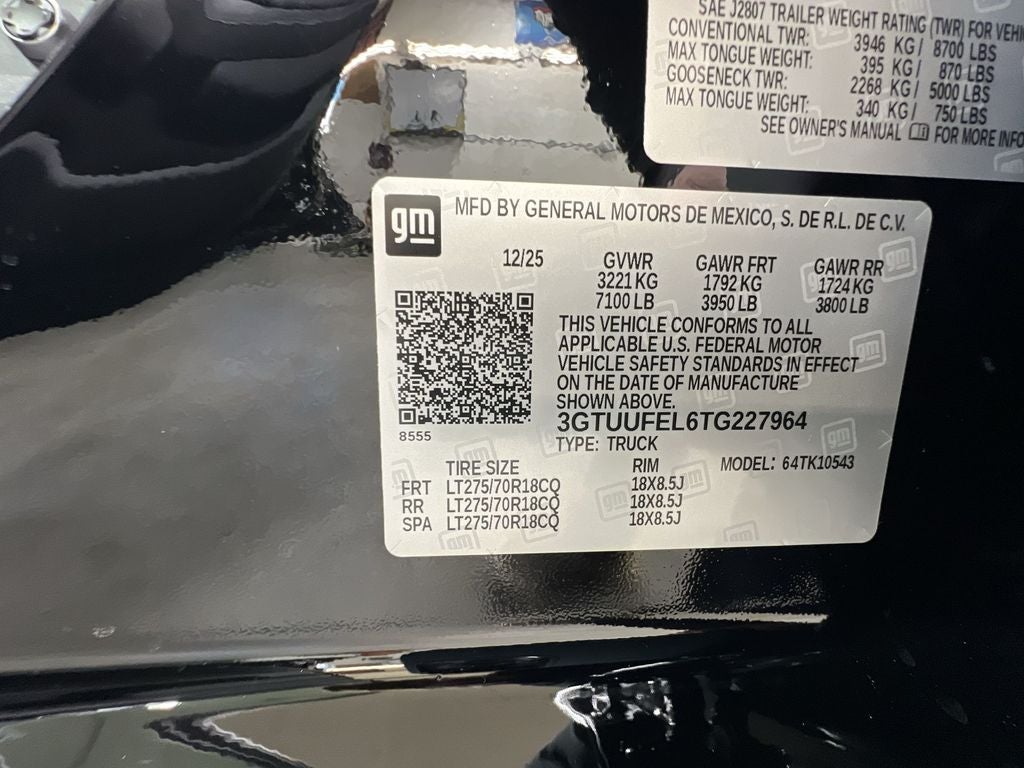 SAE J2807 TRAILER WEIGHT RATING (TWR) FOR
CONVENTIONAL TWR: 3946 KG/ 8700 LBS
MAX TONGUE WEIGHT: 395 KG/ 870 LBS
GOOSENECK TWR: 2268 KG/ 5000 LBS
MAX TONGUE WEIGHT: 340 KG/ 750 LBS
SEE OWNER'S MANUAL FOR MORE
gm MFD BY GENERAL MOTORS DE MEXICO, S. DE R.L. DE C.V.
12/25 GVWR GAWR FRT GAWR RR
3221 KG 1792 KG 1724 KG
7100 LB 3950 LB 3800 LB
THIS VEHICLE CONFORMS TO ALL
APPLICABLE U.S. FEDERAL MOTOR
VEHICLE SAFETY STANDARDS IN EFFECT
ON THE DATE OF MANUFACTURE
SHOWN ABOVE.
3GTUUFEL6TG227964
8555
TYPE: TRUCK
TIRE SIZE RIM MODEL: 64TK10543
FRT LT275/70R18CQ 18X8.5J
RR LT275/70R18CQ 18X8.5J
SPA LT275/70R18CQ 18X8.5J